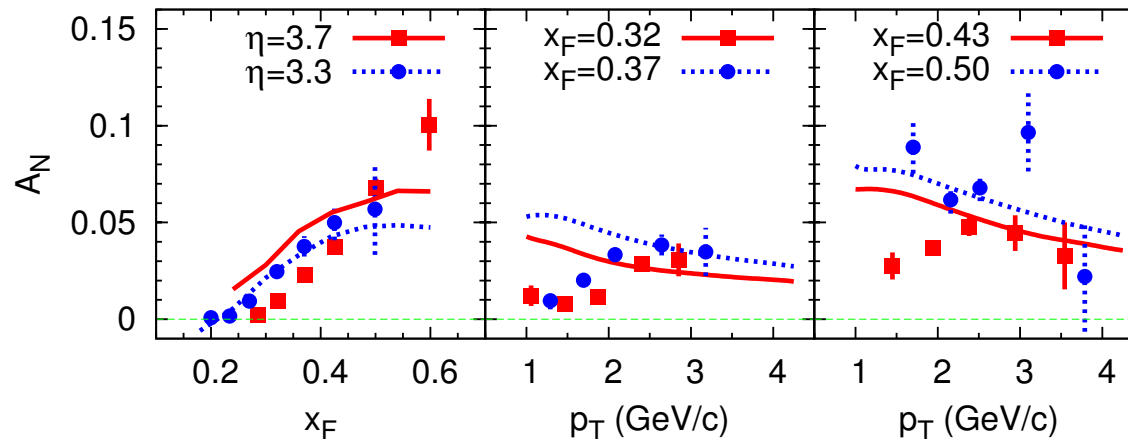 0.15
0.1
0.05
0
A_N
η=3.7
η=3.3
x_F=0.32
x_F=0.37
x_F=0.43
x_F=0.50
0.2 0.4 0.6
1 2 3 4
1 2 3 4
x_F
p_T (GeV/c)
p_T (GeV/c)